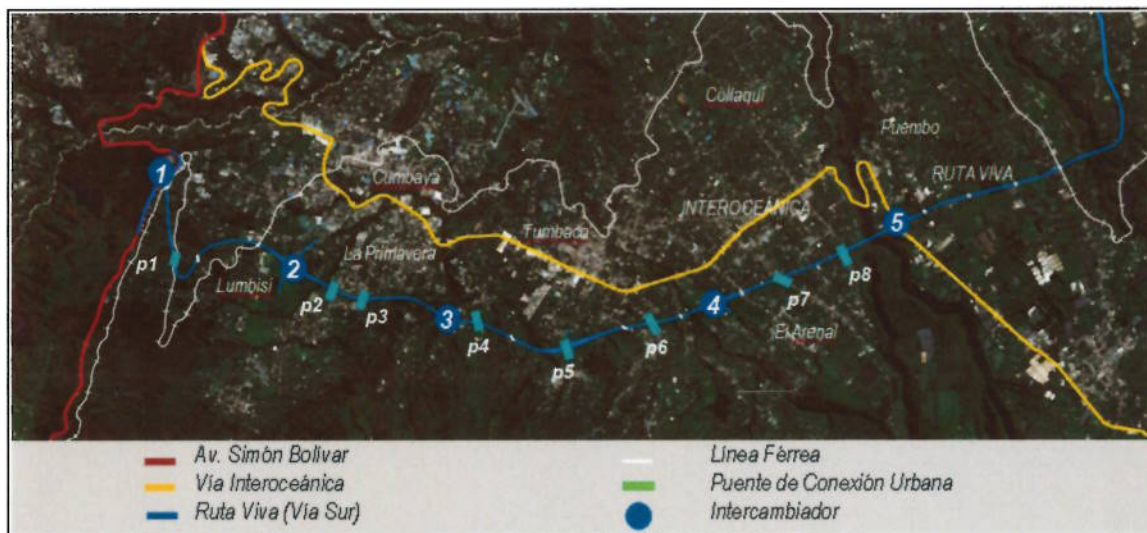 Collaquí
Puembo
1
Cumbayá
RUTA VIVA
INTEROCEÁNICA
5
Tumbaco
La Primavera
p1
2
Lumbisí
p8
p2
p3
4
p7
3
p4
El Arenal
p6
p5
Av. Simón Bolívar
Línea Férrea
Vía Interoceánica
Puente de Conexión Urbana
Ruta Viva (Vía Sur)
Intercambiador